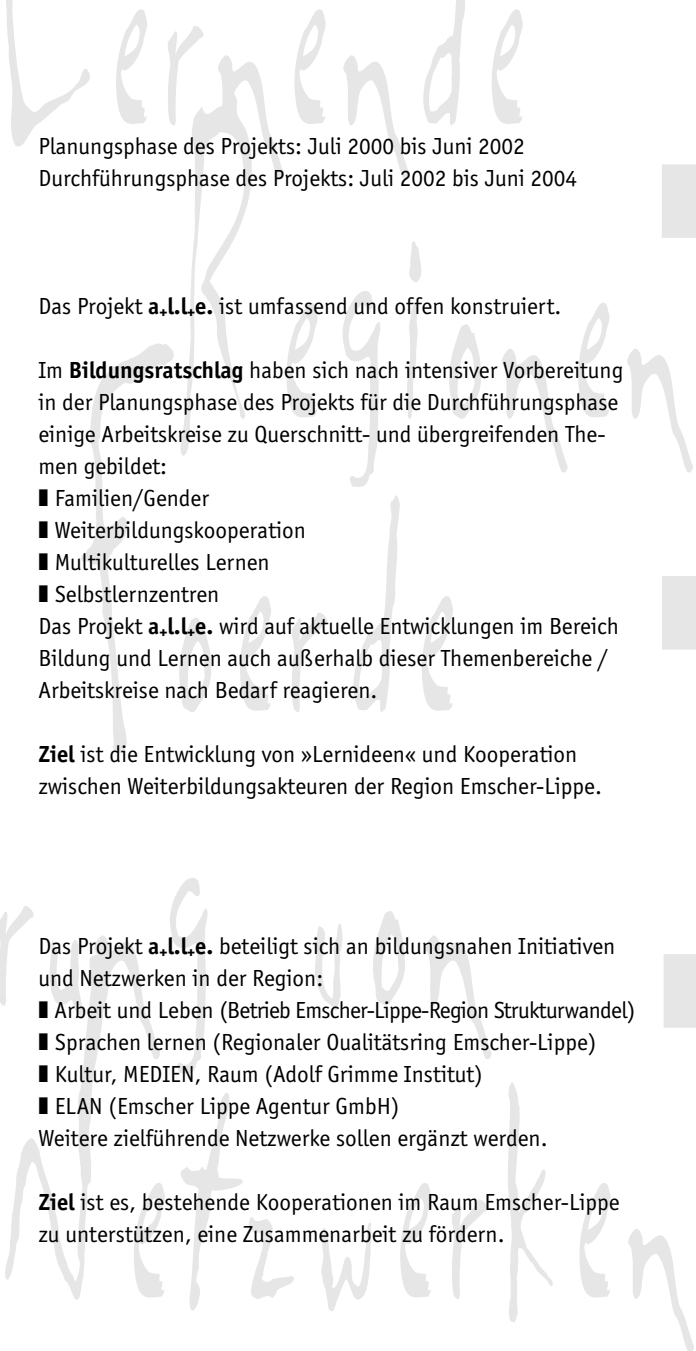 Lernende
Planungsphase des Projekts: Juli 2000 bis Juni 2002
Durchführungsphase des Projekts: Juli 2002 bis Juni 2004
Regionen
Das Projekt a₊l.l₊e. ist umfassend und offen konstruiert.
Im Bildungsratschlag haben sich nach intensiver Vorbereitung
in der Planungsphase des Projekts für die Durchführungsphase
einige Arbeitskreise zu Querschnitt- und übergreifenden The-
men gebildet:
▮ Familien/Gender
▮ Weiterbildungskooperation
▮ Multikulturelles Lernen
▮ Selbstlernzentren
Foerde
Das Projekt a₊l.l₊e. wird auf aktuelle Entwicklungen im Bereich
Bildung und Lernen auch außerhalb dieser Themenbereiche /
Arbeitskreise nach Bedarf reagieren.
Ziel ist die Entwicklung von »Lernideen« und Kooperation
zwischen Weiterbildungsakteuren der Region Emscher-Lippe.
rung von
Das Projekt a₊l.l₊e. beteiligt sich an bildungsnahen Initiativen
und Netzwerken in der Region:
▮ Arbeit und Leben (Betrieb Emscher-Lippe-Region Strukturwandel)
▮ Sprachen lernen (Regionaler Oualitätsring Emscher-Lippe)
▮ Kultur, MEDIEN, Raum (Adolf Grimme Institut)
▮ ELAN (Emscher Lippe Agentur GmbH)
Weitere zielführende Netzwerke sollen ergänzt werden.
Netzwerken
Ziel ist es, bestehende Kooperationen im Raum Emscher-Lippe
zu unterstützen, eine Zusammenarbeit zu fördern.